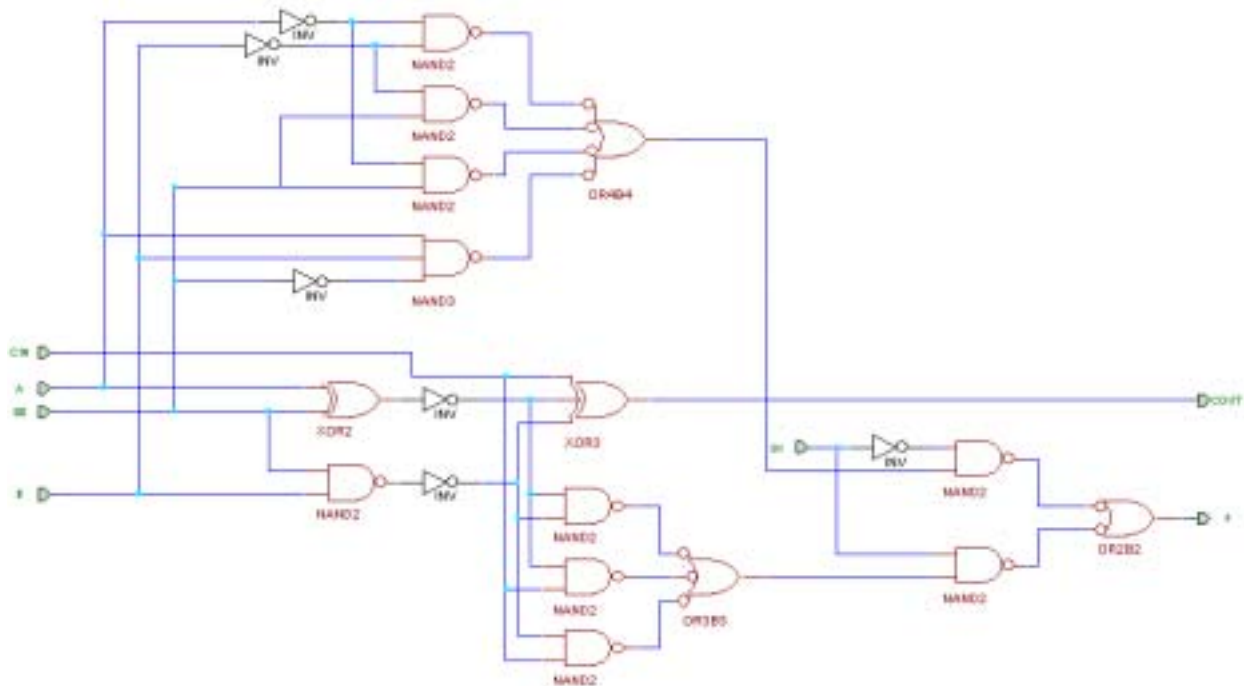 INV
INV
NAND2
NAND2
NAND2
OR4B4
INV
NAND3
CIN
A
XOR2
INV
XOR3
COUT
INV
NAND2
NAND2
INV
NAND2
OR2B2
NAND2
NAND2
NAND2
OR3B3
NAND2